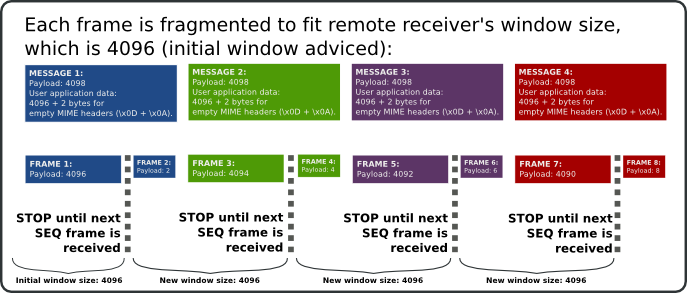 Each frame is fragmented to fit remote receiver's window size,
which is 4096 (initial window adviced):
MESSAGE 1:
Payload: 4098
User application data:
4096 + 2 bytes for
empty MIME headers (\x0D + \x0A).
MESSAGE 2:
Payload: 4098
User application data:
4096 + 2 bytes for
empty MIME headers (\x0D + \x0A).
MESSAGE 3:
Payload: 4098
User application data:
4096 + 2 bytes for
empty MIME headers (\x0D + \x0A).
MESSAGE 4:
Payload: 4098
User application data:
4096 + 2 bytes for
empty MIME headers (\x0D + \x0A).
FRAME 1:
Payload: 4096
FRAME 2:
Payload: 2
FRAME 3:
Payload: 4094
FRAME 4:
Payload: 4
FRAME 5:
Payload: 4092
FRAME 6:
Payload: 6
FRAME 7:
Payload: 4090
FRAME 8:
Payload: 8
STOP until next
SEQ frame is
received
STOP until next
SEQ frame is
received
STOP until next
SEQ frame is
received
STOP until next
SEQ frame is
received
Initial window size: 4096
New window size: 4096
New window size: 4096
New window size: 4096